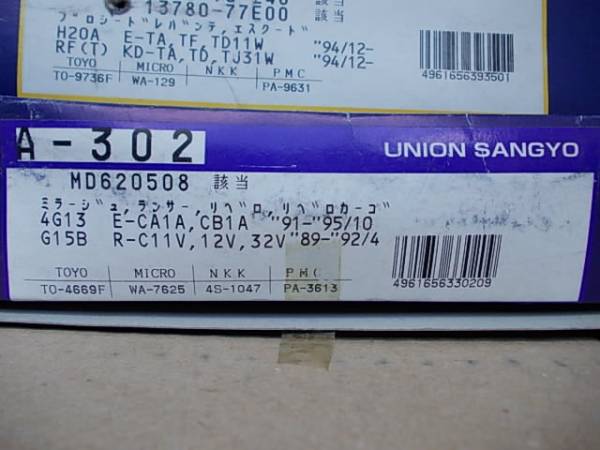 13780-77E00
プロシードレバンテ,エスクード
H20A E-TA,TF,TD11W "94/12-
RF(T) KD-TA,TD,TJ31W "94/12-
TOYO MICRO NKK PMC
TO-9736F WA-129 PA-9631
4961656393501
A-302 UNION SANGYO
MD620508 該当
ミラージュ,ランサー,リベロ,リベロカーゴ
4G13 E-CA1A,CB1A "91-"95/10
G15B R-C11V,12V,32V "89-"92/4
TOYO MICRO NKK PMC
TO-4669F WA-7625 4S-1047 PA-3613
4961656330209